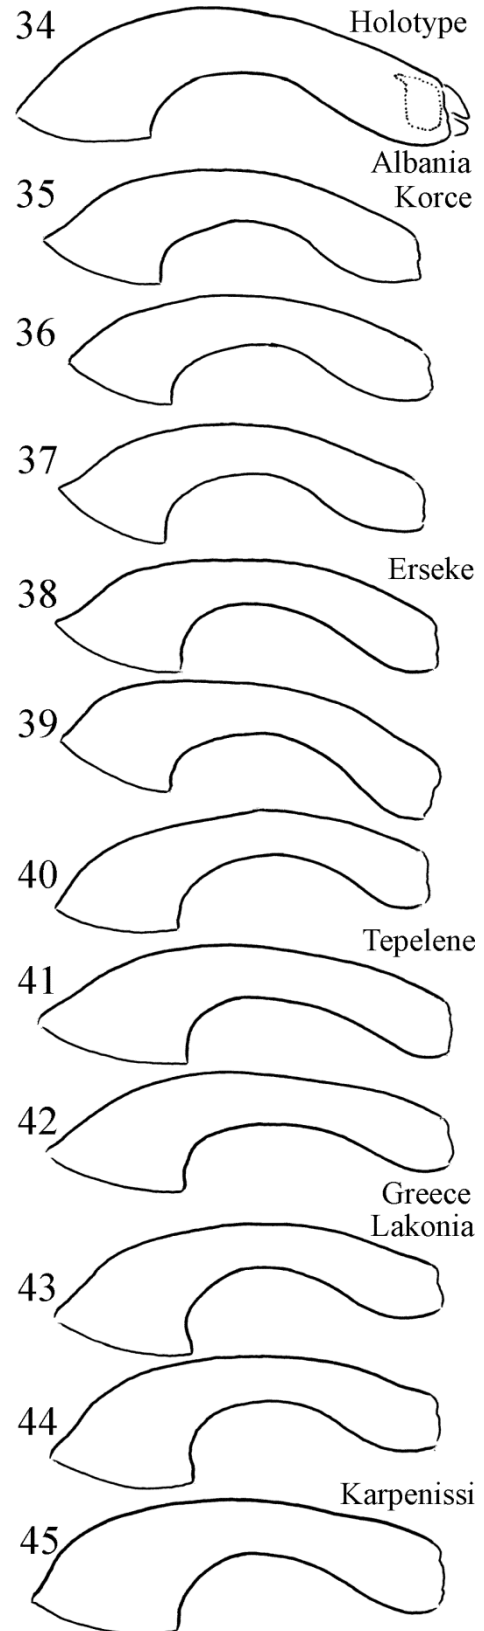 34 Holotype
Albania
35 Korce
36
37
Erseke
38
39
40
Tepelene
41
42
Greece
Lakonia
43
44
Karpenissi
45